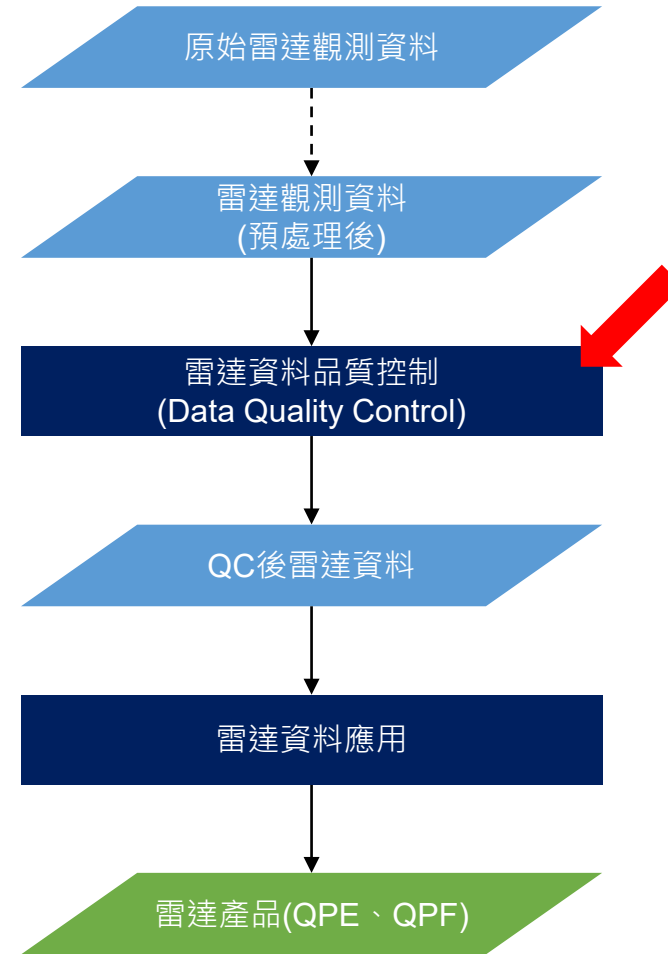 原始雷達觀測資料
雷達觀測資料
(預處理後)
雷達資料品質控制
(Data Quality Control)
QC後雷達資料
雷達資料應用
雷達產品(QPE、QPF)